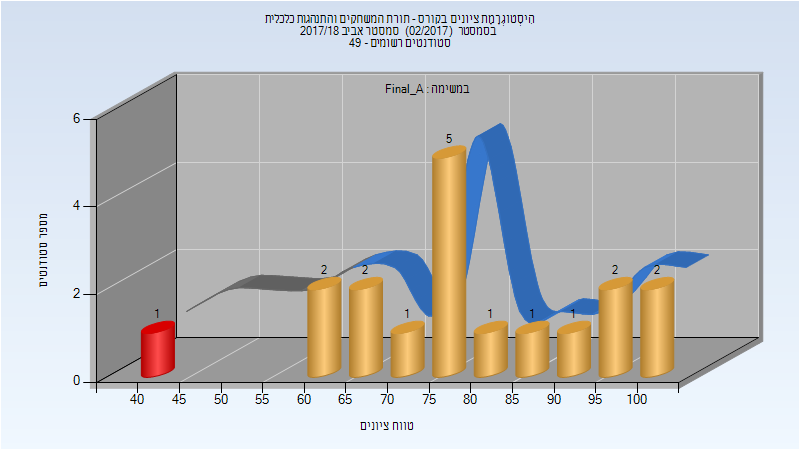 היסטוגרמת ציונים בקורס - תורת המשחקים והתנהגות כלכלית
בסמסטר (02/2017) סמסטר אביב 2017/18
סטודנטים רשומים - 49
במשימה : Final_A
מספר סטודנטים
6
4
2
0
1
2
2
1
5
1
1
1
2
2
40 45 50 55 60 65 70 75 80 85 90 95 100
טווח ציונים